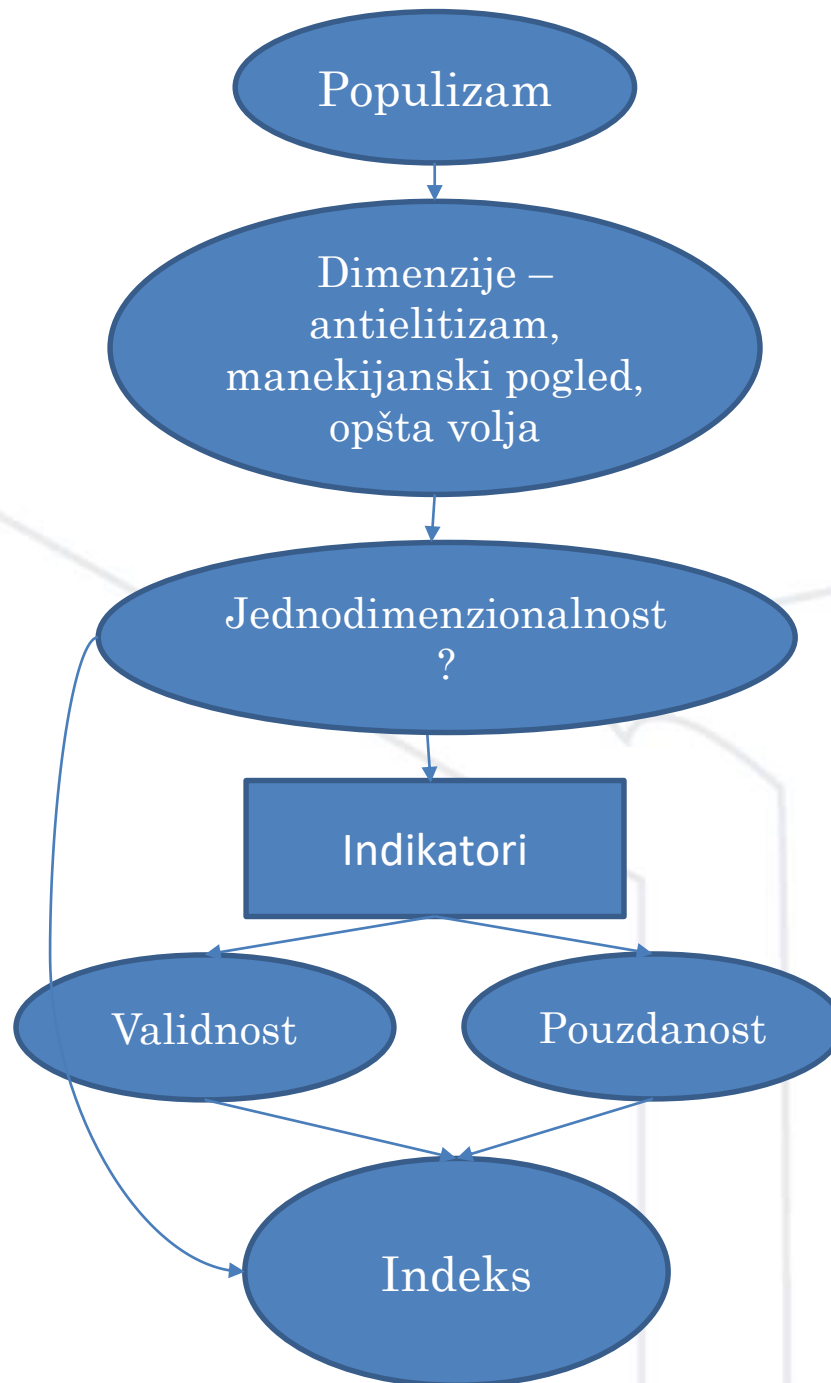 Populizam
Dimenzije –
antielitizam,
manekijanski pogled,
opšta volja
Jednodimenzionalnost
?
Indikatori
Validnost
Pouzdanost
Indeks